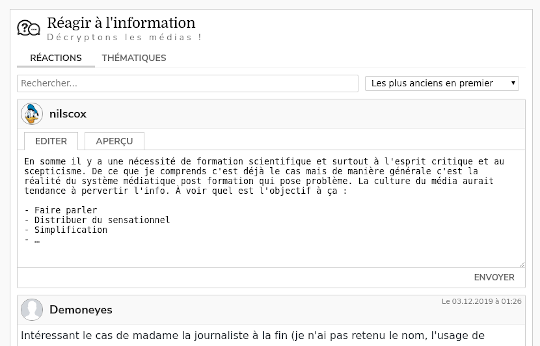 Réagir à l'information
Décryptons les médias !
RÉACTIONS THÉMATIQUES
Rechercher...
Les plus anciens en premier
nilscox
EDITER APERÇU
En somme il y a une nécessité de formation scientifique et surtout à l'esprit critique et au
scepticisme. De ce que je comprends c'est déjà le cas mais de manière générale c'est la
réalité du système médiatique post formation qui pose problème. La culture du média aurait
tendance à pervertir l'info. À voir quel est l'objectif à ça :
- Faire parler
- Distribuer du sensationnel
- Simplification
- …
ENVOYER
Demoneyes
Le 03.12.2019 à 01:26
Intéressant le cas de madame la journaliste à la fin (je n'ai pas retenu le nom, l'usage de